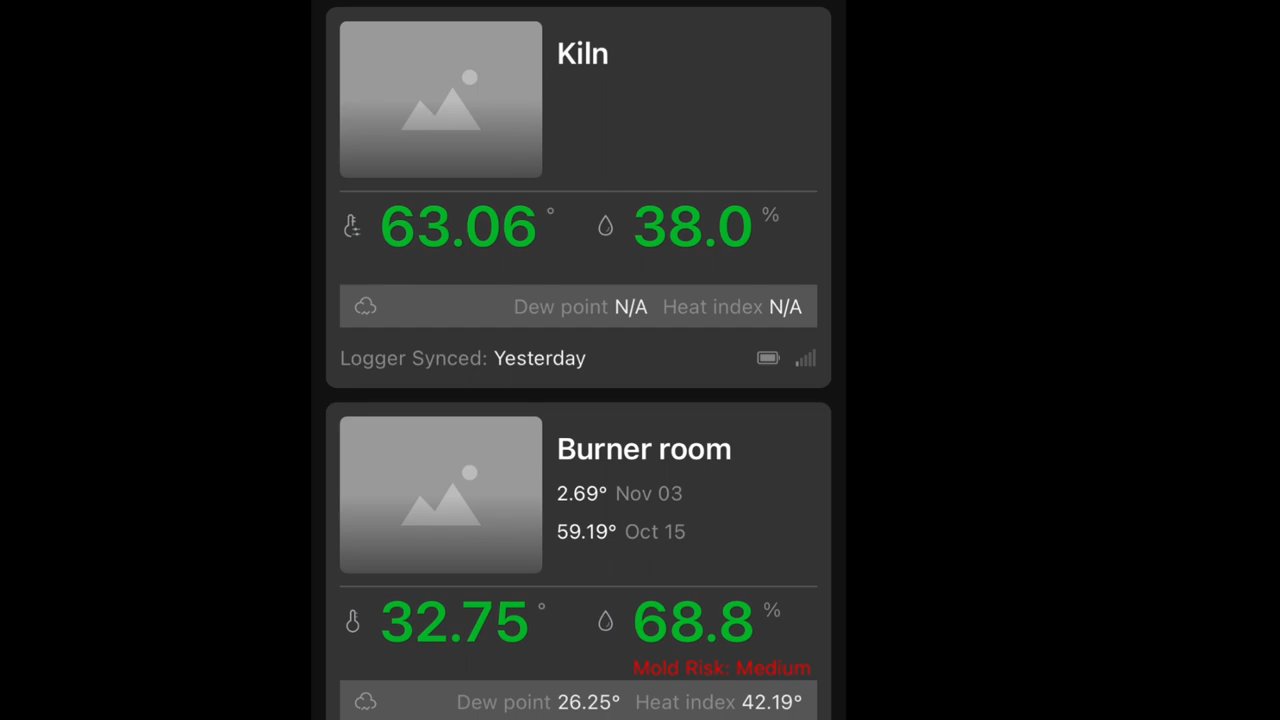 Kiln
63.06° 38.0%
Dew point N/A Heat index N/A
Logger Synced: Yesterday
Burner room
2.69° Nov 03
59.19° Oct 15
32.75° 68.8%
Mold Risk: Medium
Dew point 26.25° Heat index 42.19°